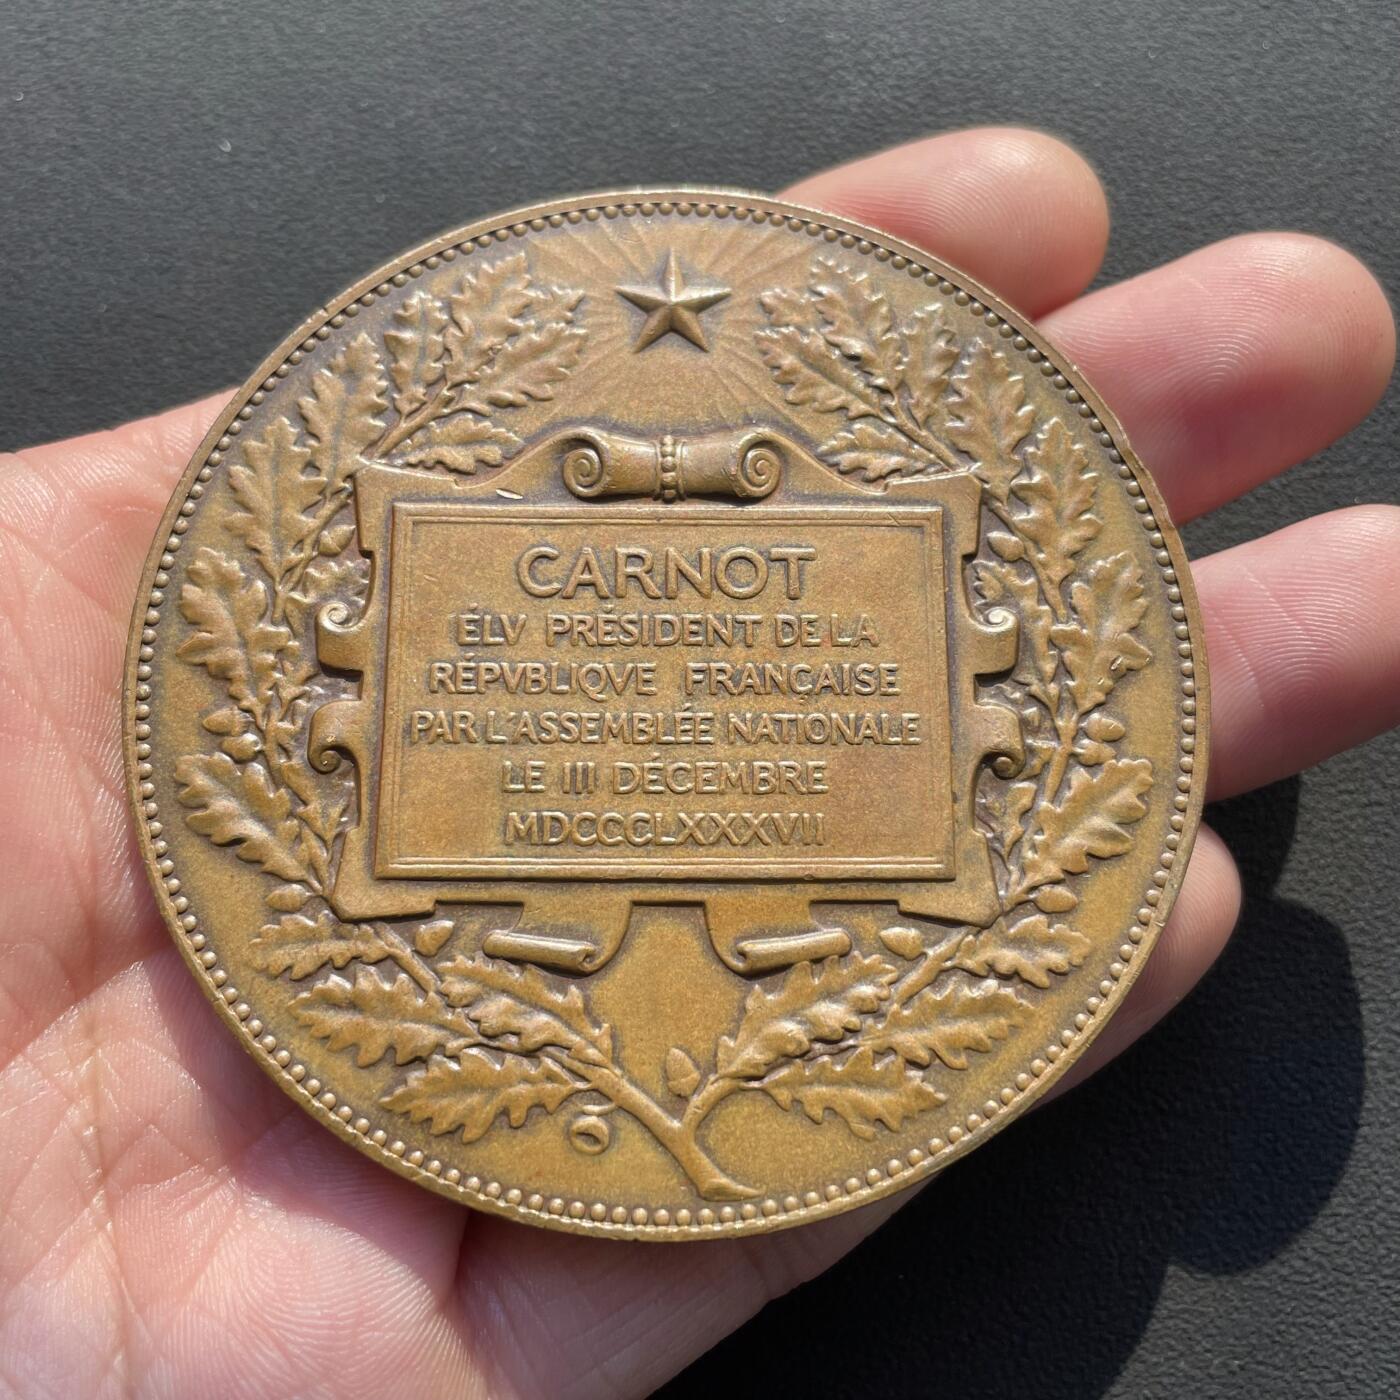 CARNOT
ÉLV PRÉSIDENT DE LA
RÉPVBLIQVE FRANÇAISE
PAR L'ASSEMBLÉE NATIONALE
LE III DÉCEMBRE
MDCCCLXXXVII